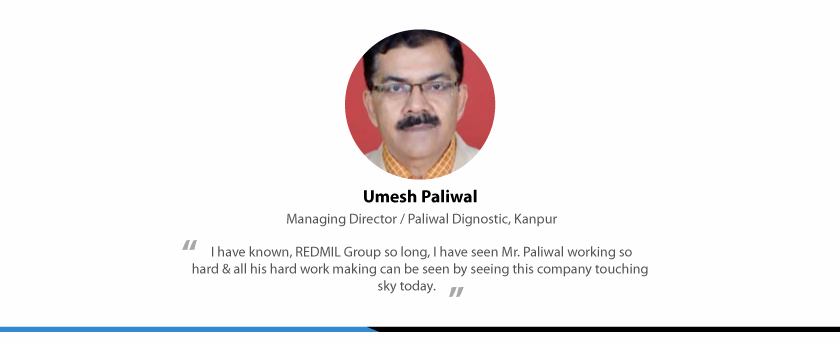 Umesh Paliwal
Managing Director / Paliwal Dignostic, Kanpur
“ I have known, REDMIL Group so long, I have seen Mr. Paliwal working so
hard & all his hard work making can be seen by seeing this company touching
sky today. ”